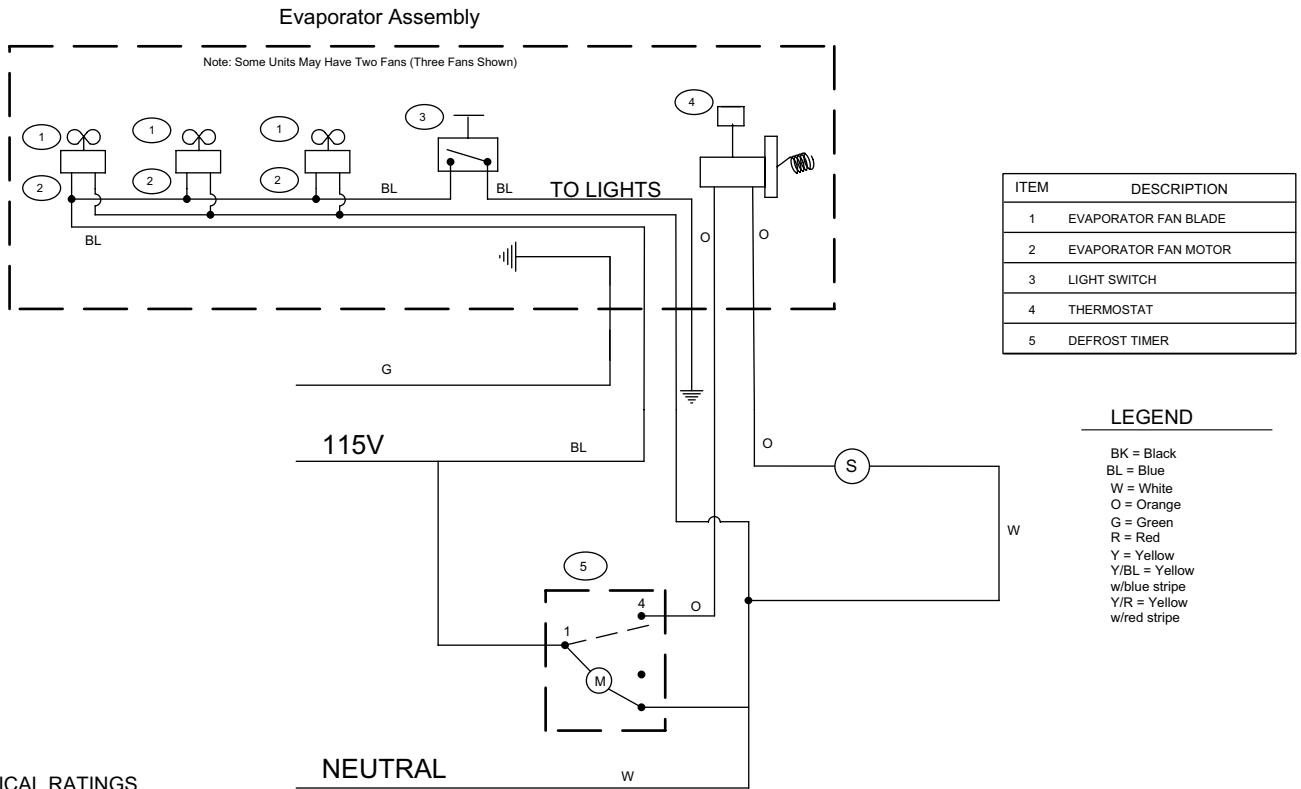 Evaporator Assembly
Note: Some Units May Have Two Fans (Three Fans Shown)
1
1
1
3
4
2
2
2
BL
BL
TO LIGHTS
BL
O
O
G
115V
BL
O
S
W
5
4
O
1
M
NEUTRAL
W
ICAL RATINGS
ITEM DESCRIPTION
1 EVAPORATOR FAN BLADE
2 EVAPORATOR FAN MOTOR
3 LIGHT SWITCH
4 THERMOSTAT
5 DEFROST TIMER
LEGEND
BK = Black
BL = Blue
W = White
O = Orange
G = Green
R = Red
Y = Yellow
Y/BL = Yellow
w/blue stripe
Y/R = Yellow
w/red stripe